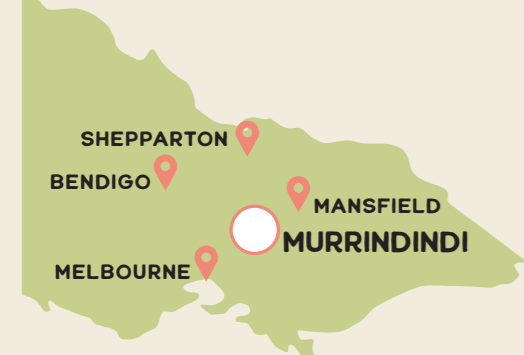 SHEPPARTON
BENDIGO
MANSFIELD
MURRINDINDI
MELBOURNE